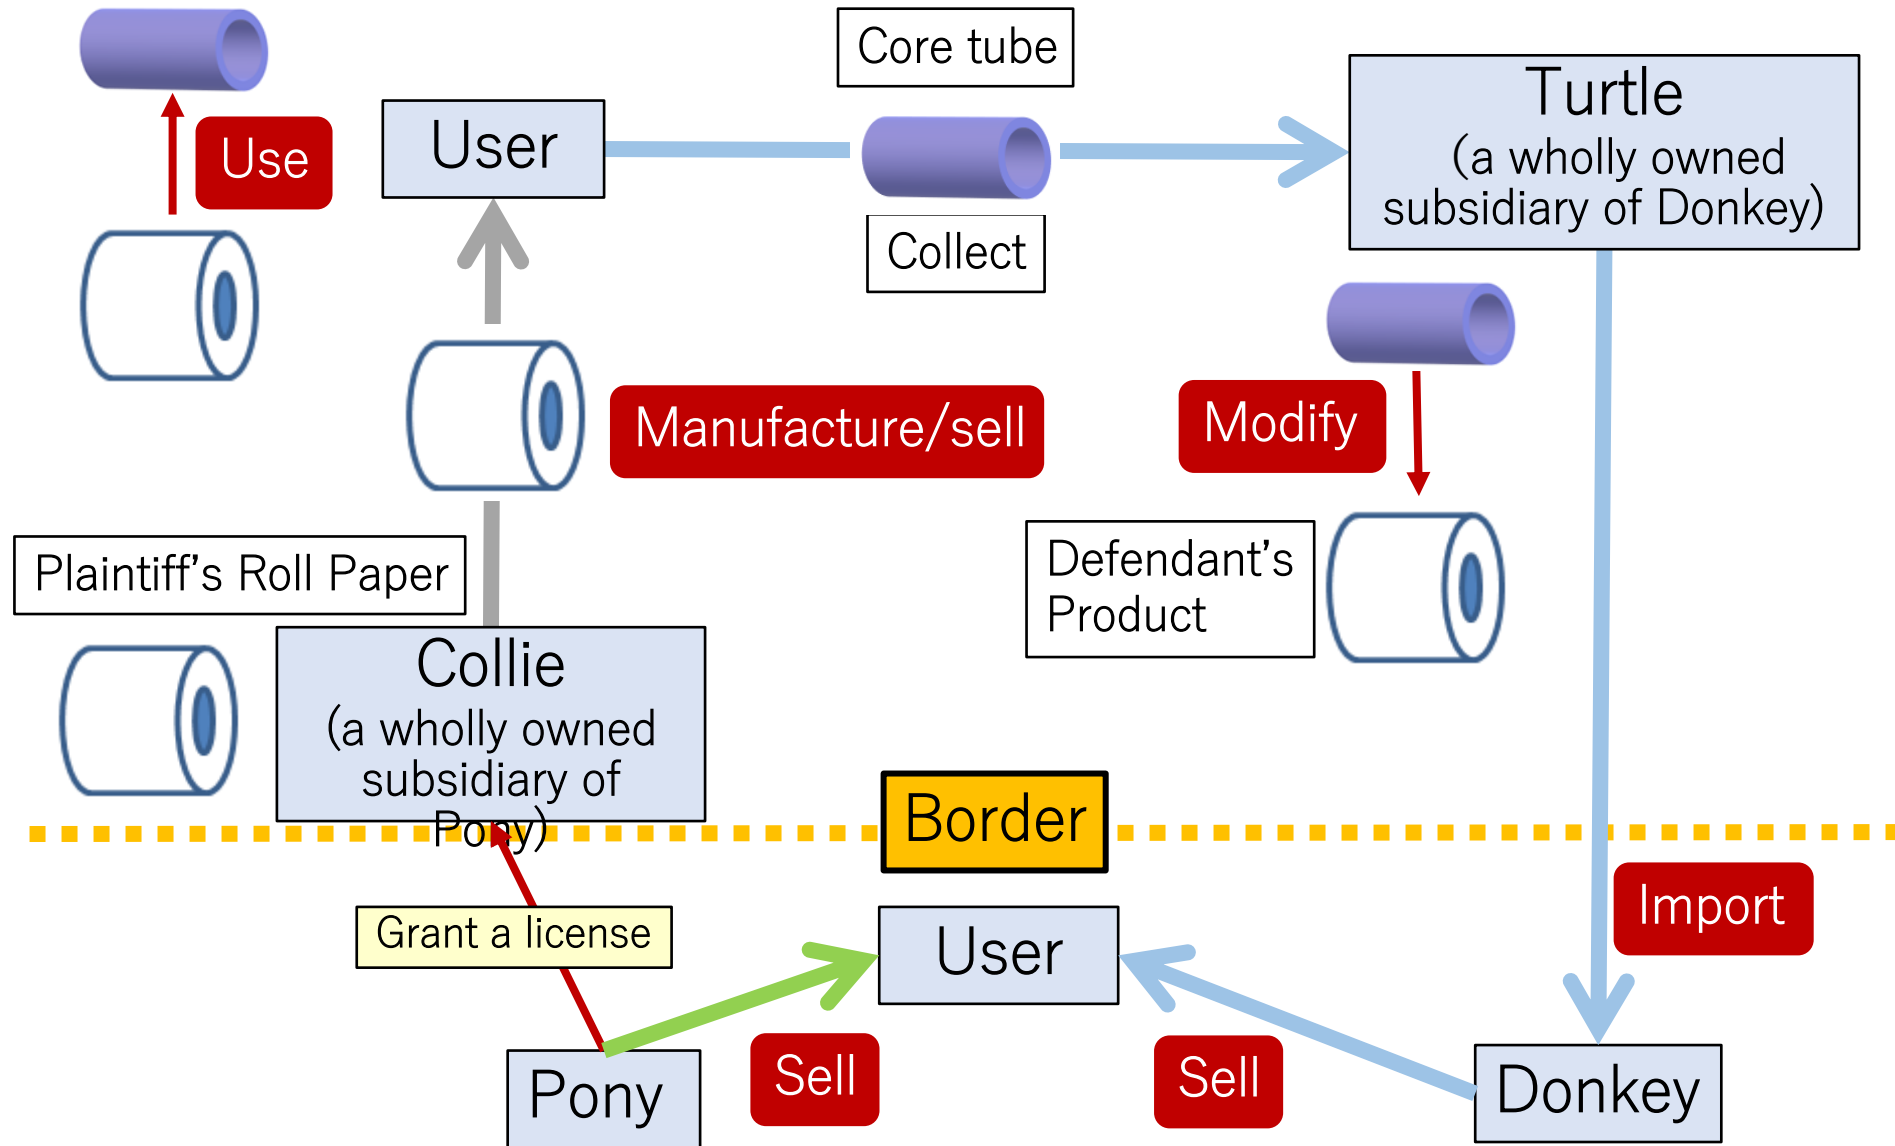 Core tube
Use
User
Turtle
(a wholly owned
subsidiary of Donkey)
Collect
Manufacture/sell
Modify
Plaintiff's Roll Paper
Defendant's
Product
Collie
(a wholly owned
subsidiary of
Pony)
Border
Grant a license
User
Import
Sell
Sell
Pony
Donkey